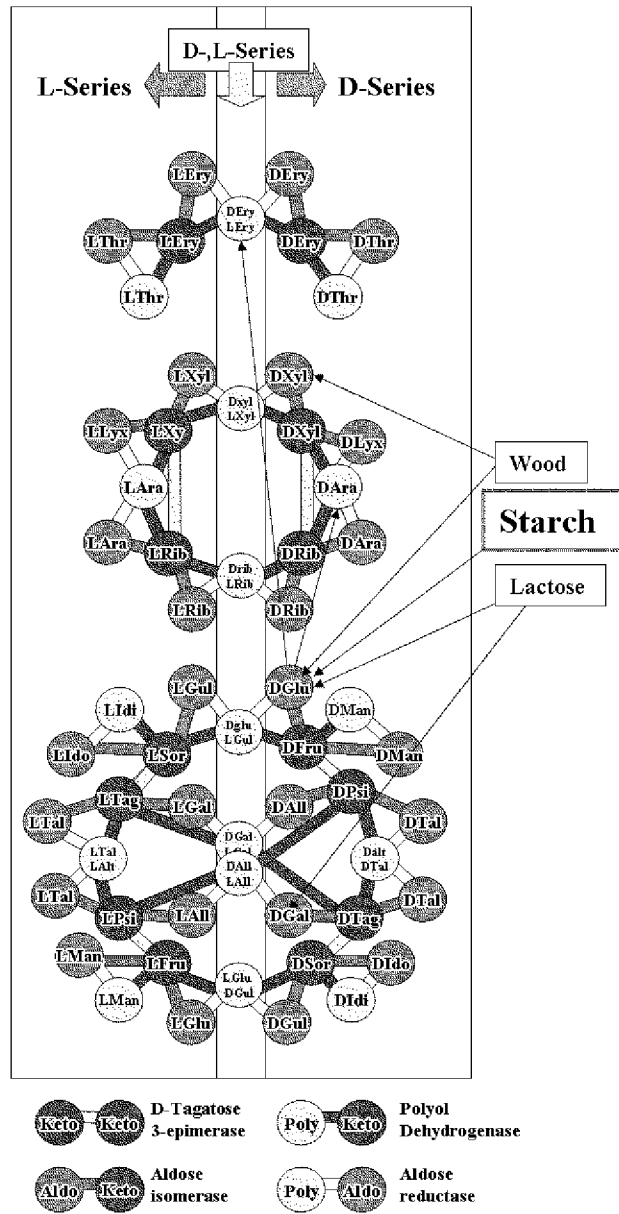 D-,L-Series
L-Series
D-Series
LEry
DEry
DEry
LEry
LThr
LEry
DEry
DThr
LThr
DThr
LXyl
DXyl
Dxyl
LXyl
LLyx
LXy
DXyl
DLyx
Wood
LAra
DAra
Starch
LAra
LRib
DRib
DAra
Drib
LRib
Lactose
LRib
DRib
LGul
DGlu
LIdi
DMan
Dglu
LGul
LIdo
LSor
DFru
DMan
LTag
LGal
DAll
DPsi
LTal
DTal
DGal
LTal
LAlt
DAll
LAll
Dalt
DTal
LTal
DTal
LPsi
LAll
DGal
DTag
LMan
LFru
DSor
DIdo
LMan
LGlu
DGul
DIdi
LGlu
DGul
Keto
Keto
D-Tagatose
3-epimerase
Poly
Keto
Polyol
Dehydrogenase
Aldo
Keto
Aldose
isomerase
Poly
Aldo
Aldose
reductase